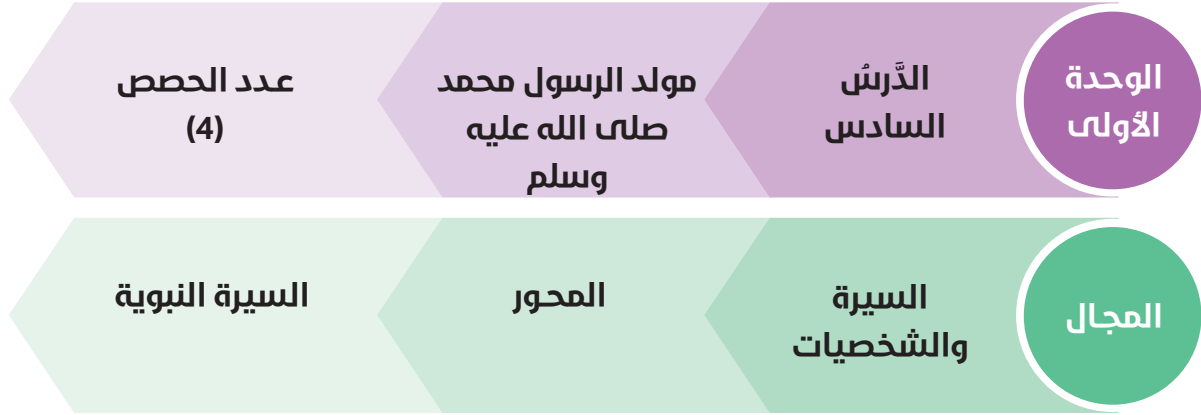 الوحدة
الأولى
الدَّرسُ
السادس
مولد الرسول محمد
صلى الله عليه
وسلم
عدد الحصص
(4)
المجال
السيرة
والشخصيات
المحور
السيرة النبوية